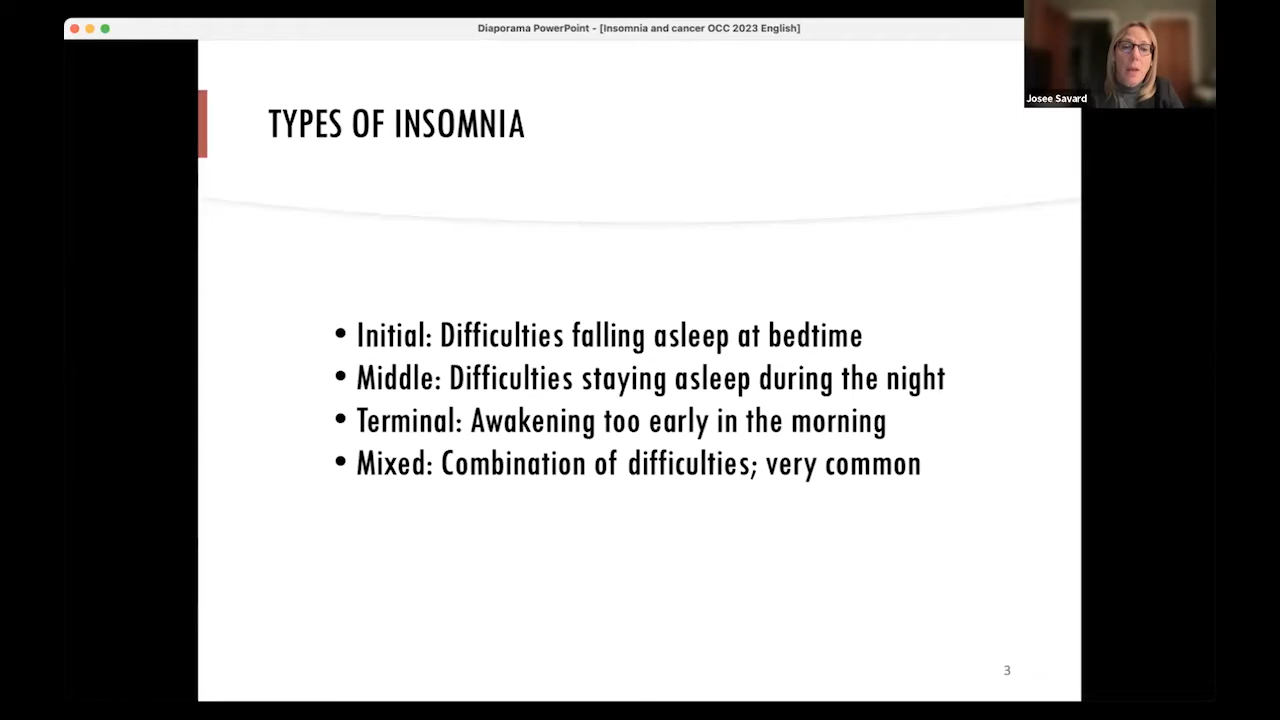 Diaporama PowerPoint - [Insomnia and cancer OCC 2023 English]
Josee Savard
TYPES OF INSOMNIA
• Initial: Difficulties falling asleep at bedtime
• Middle: Difficulties staying asleep during the night
• Terminal: Awakening too early in the morning
• Mixed: Combination of difficulties; very common
3